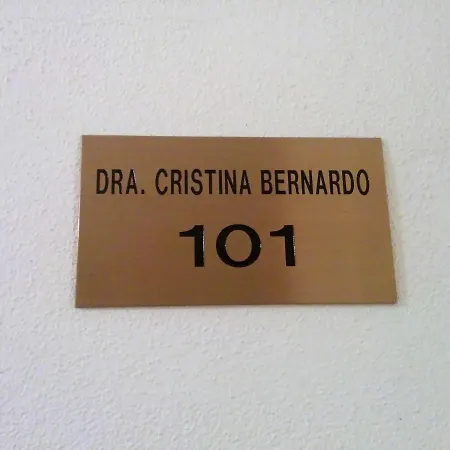 DRA. CRISTINA BERNARDO
101